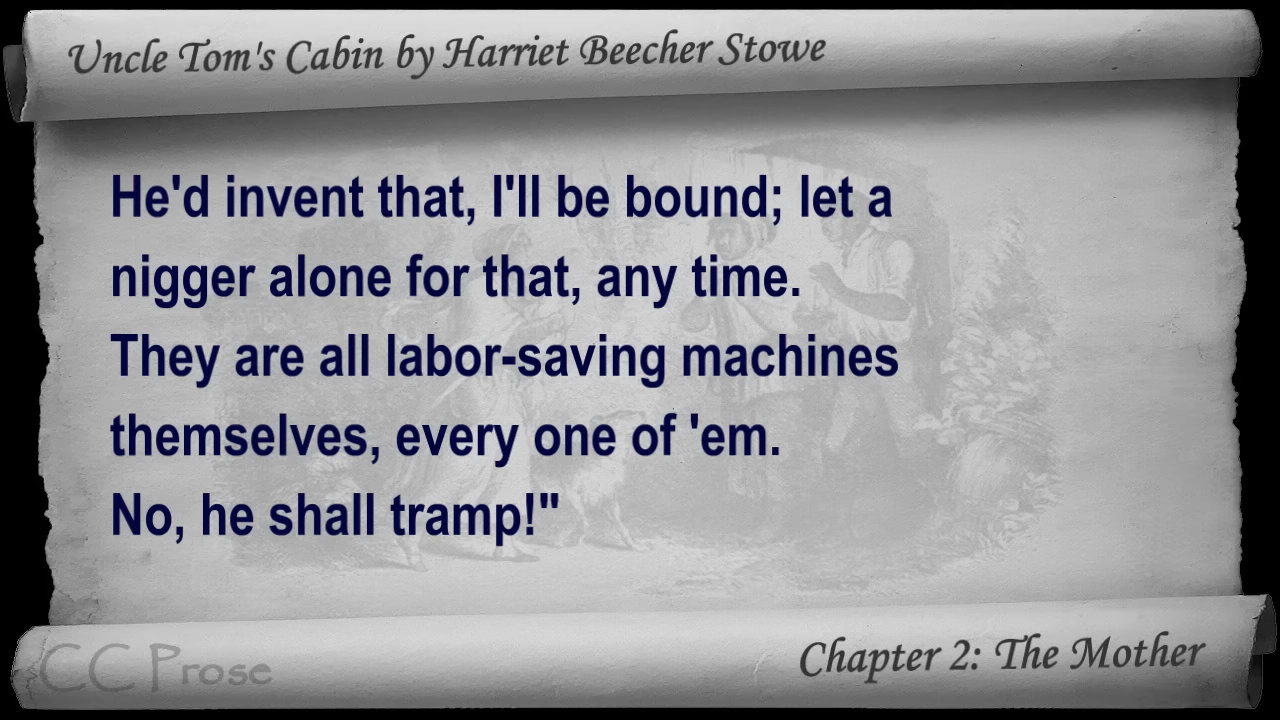 Uncle Tom's Cabin by Harriet Beecher Stowe
He'd invent that, I'll be bound; let a
nigger alone for that, any time.
They are all labor-saving machines
themselves, every one of 'em.
No, he shall tramp!"
CC Prose
Chapter 2: The Mother